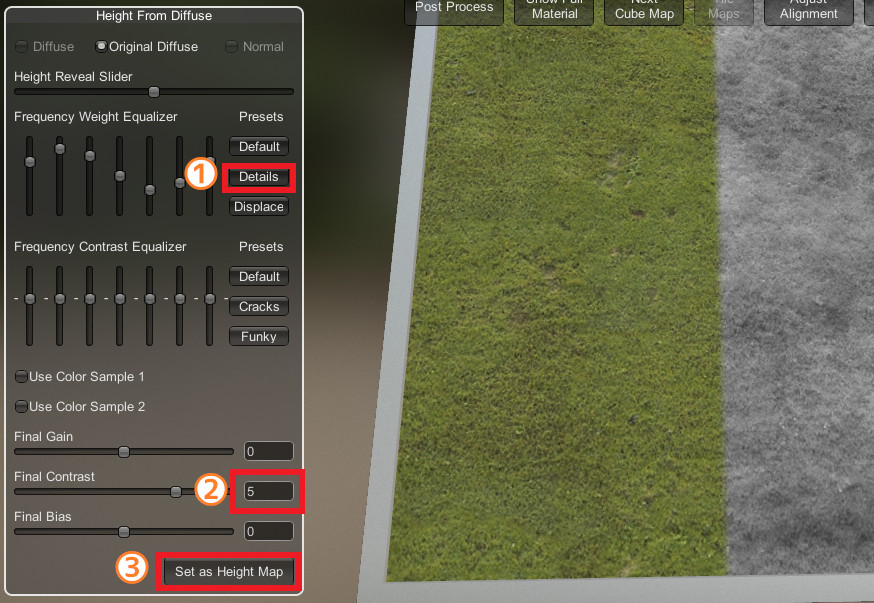 Height From Diffuse
Diffuse
Original Diffuse
Normal
Height Reveal Slider
Frequency Weight Equalizer
Presets
Default
① Details
Displace
Frequency Contrast Equalizer
Presets
Default
Cracks
Funky
Use Color Sample 1
Use Color Sample 2
Final Gain
0
Final Contrast
② 5
Final Bias
0
③ Set as Height Map
Post Process
Material
Next
Cube Map
Maps
Adjust
Alignment